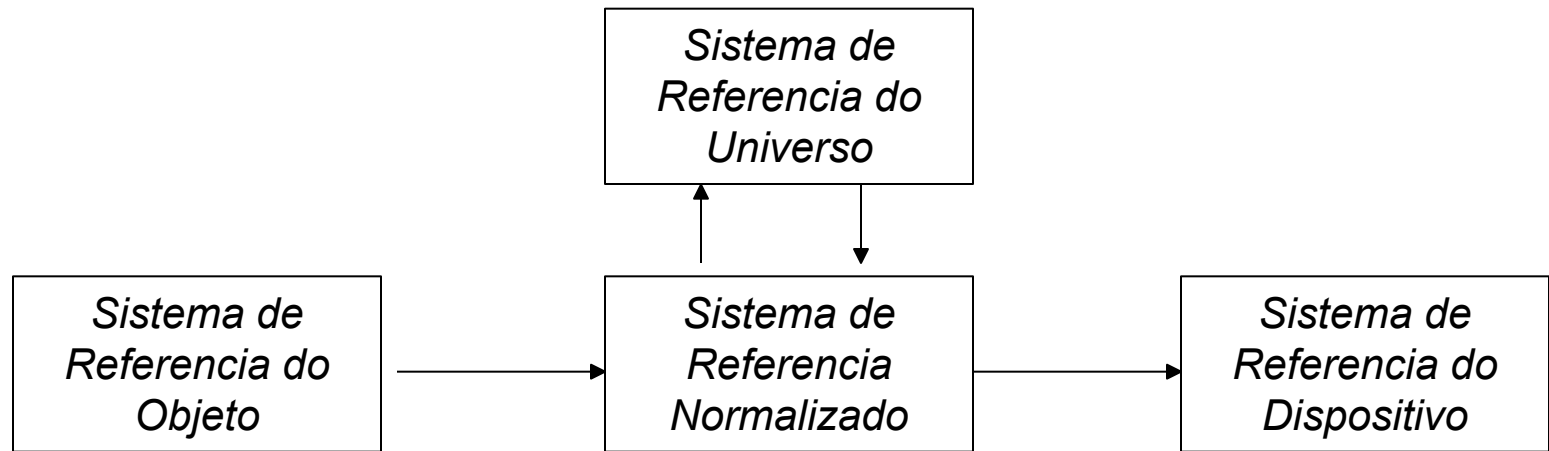 Sistema de
Referencia do
Universo
Sistema de
Referencia do
Objeto
Sistema de
Referencia
Normalizado
Sistema de
Referencia do
Dispositivo